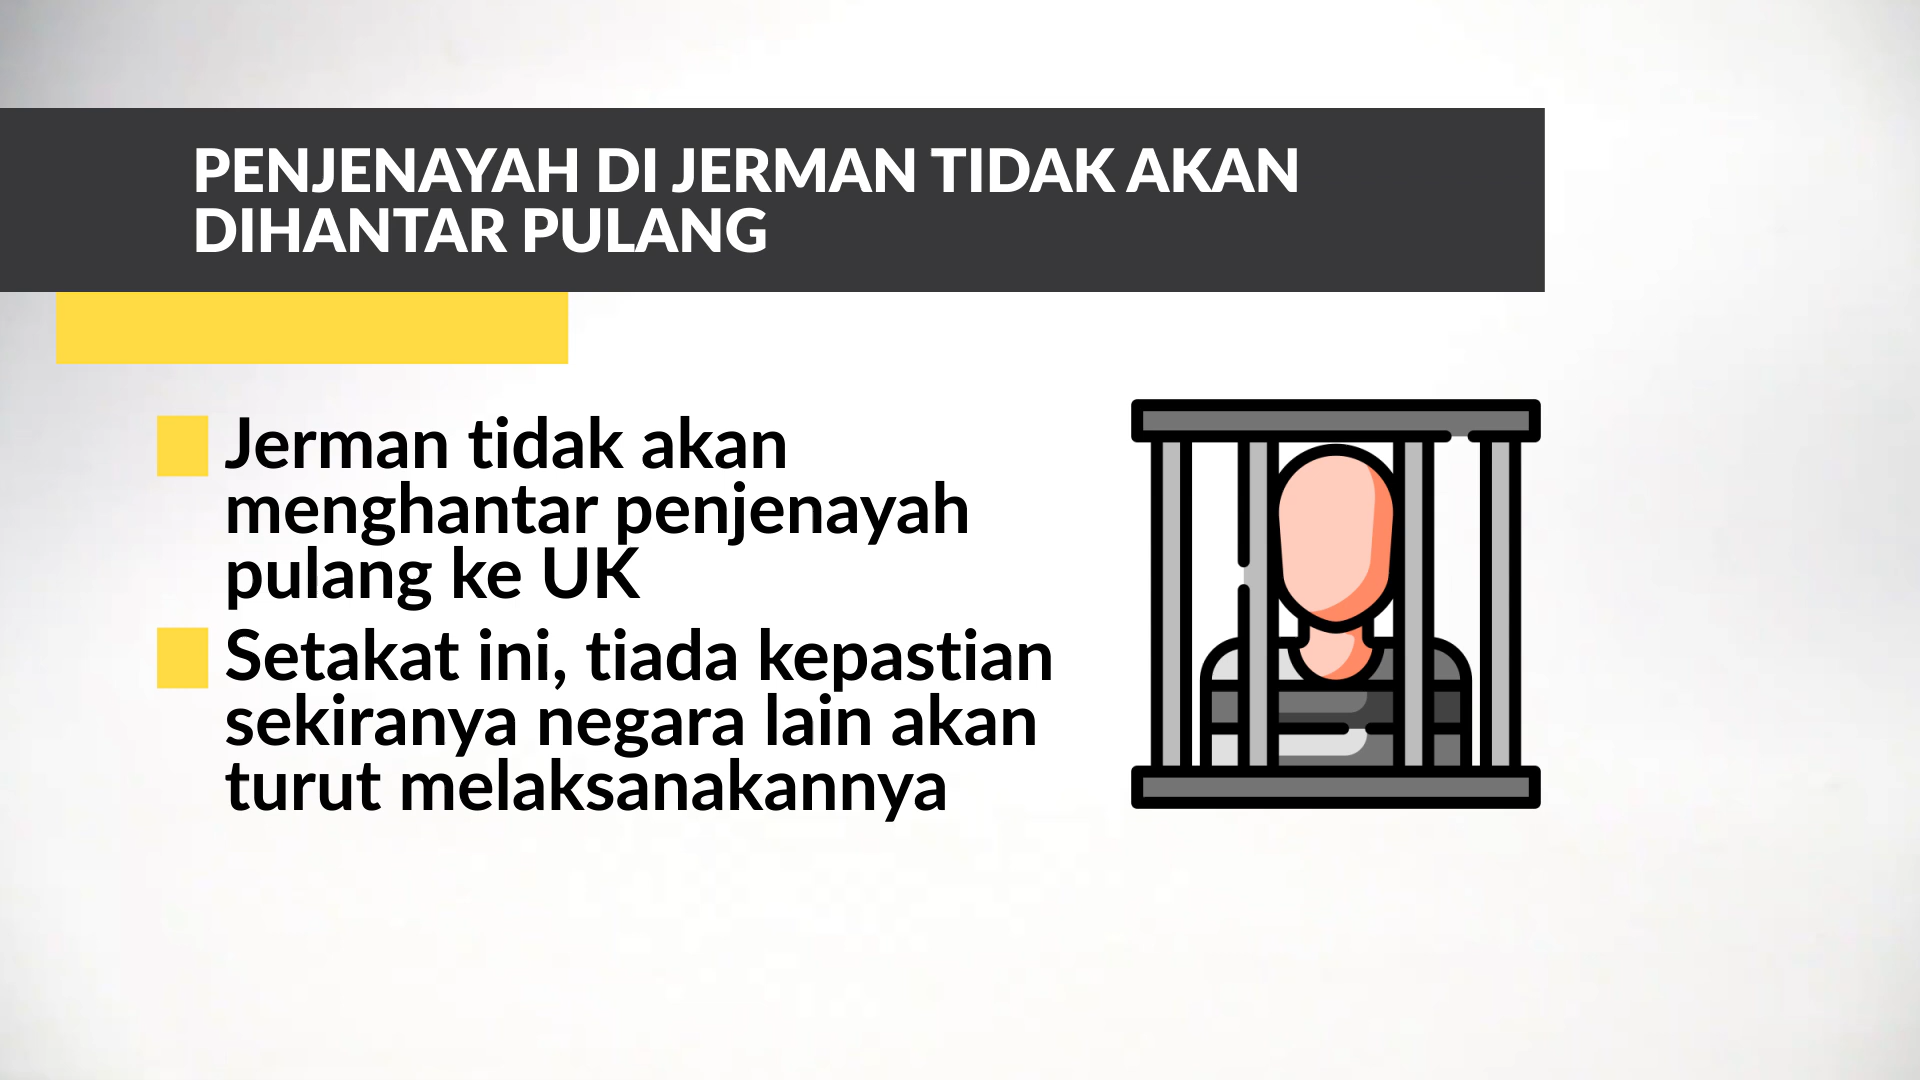 PENJENAYAH DI JERMAN TIDAK AKAN
DIHANTAR PULANG
Jerman tidak akan
menghantar penjenayah
pulang ke UK
Setakat ini, tiada kepastian
sekiranya negara lain akan
turut melaksanakannya